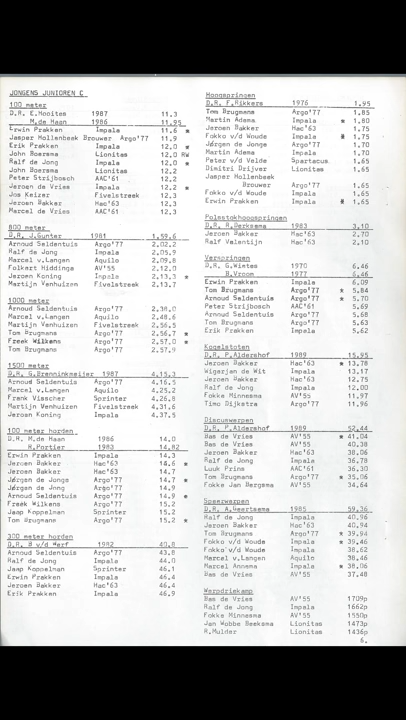 JONGENS JUNIOREN C
100 meter
D.R. E.Nooites 1987 11.3
M.de Haan 1986 11.95
Erwin Prakken Impala 11.6 *
Jasper Hollenbeek Brouwer Argo'77 11.9
Erik Prakken Impala 12.0 *
John Boersma Lionitas 12.0 RW
Ralf de Jong Impala 12.0 *
John Boersma Lionitas 12.2
Peter Strijbosch AAC'61 12.2
Jeroen de Vries Impala 12.2 *
Jos Keizer Fivelstreek 12.3
Jeroen Bakker Hac'63 12.3
Marcel de Vries AAC'61 12.3
800 meter
D.R. J.Gunter 1981 1.59.6
Arnoud Seldentuis Argo'77 2.02.2
Ralf de Jong Impala 2.05.9
Marcel v.Langen Aquilo 2.09.8
Folkert Hiddinga AV'55 2.12.0
Jeroen Koning Impala 2.13.3 *
Martijn Venhuizen Fivelstreek 2.13.7
1000 meter
Arnoud Seldentuis Argo'77 2.38.0
Marcel v.Langen Aquilo 2.48.6
Martijn Venhuizen Fivelstreek 2.56.5
Tom Brugmans Argo'77 2.56.5 *
Freek Wilkens Argo'77 2.57.0 *
Tom Brugmans Argo'77 2.57.9
1500 meter
D.R. G.Brenninkmeijer 1987 4.15.3
Arnoud Seldentuis Argo'77 4.16.5
Marcel v.Langen Aquilo 4.25.2
Frank Visscher Sprinter 4.26.8
Martijn Venhuizen Fivelstreek 4.31.6
Jeroen Koning Impala 4.37.5
100 meter horden
D.R. M.de Haan 1986 14.0
H.Portier 1983 14.82
Erwin Prakken Impala 14.3
Jeroen Bakker Hac'63 14.6 *
Jeroen Bakker Hac'63 14.7
Jørgen de Jongs Argo'77 14.7 *
Jørgen de Jong Argo'77 14.9
Arnoud Seldentuis Argo'77 14.9 *
Freek Wilkens Argo'77 15.2
Jaap Koppelman Sprinter 15.2
Tom Brugmans Argo'77 15.2 *
300 meter horden
D.R. B v/d Werf 1982 40.8
Arnoud Seldentuis Argo'77 43.8
Ralf de Jong Impala 44.0
Jaap Koppelman Sprinter 46.1
Erwin Prakken Impala 46.4
Jeroen Bakker Hac'63 46.4
Erik Prakken Impala 46.9
Hoogspringen
D.R. F.Rikkers 1976 1.95
Tom Brugmans Argo'77 1.85
Martin Adema Impala * 1.80
Jeroen Bakker Hac'63 1.75
Fokko v/d Woude Impala * 1.75
Jørgen de Jonge Argo'77 1.70
Martin Adema Impala 1.70
Peter v/d Velde Spartacus 1.65
Dimitri Drijver Lionitas 1.65
Jasper Hollenbeek
Brouwer Argo'77 1.65
Fokko v/d Woude Impala 1.65
Erwin Prakken Impala * 1.65
Polsstokhoogspringen
D.R. R.Derksema 1983 3.10
Jeroen Bakker Hac'63 2.70
Ralf Valentijn Hac'63 2.10
Verspringen
D.R. G.Wietes 1970 6.46
B.Vroom 1977 6.46
Erwin Prakken Impala 6.09
Tom Brugmans Argo'77 * 5.84
Arnoud Seldentuis Argo'77 * 5.70
Peter Strijbosch AAC'61 5.69
Arnoud Seldentuis Argo'77 5.68
Tom Brugmans Argo'77 5.63
Erik Prakken Impala 5.62
Kogelstoten
D.R. P.Aldershof 1989 15.95
Jeroen Bakker Hac'63 * 13.78
Wigerjan de Wit Impala 13.17
Jeroen Bakker Hac'63 12.75
Ralf de Jong Impala 12.00
Fokke Minnesma AV'55 11.97
Timo Dijkstra Argo'77 11.96
Discuswerpen
D.R. P.Aldershof 1989 52.44
Bas de Vries AV'55 * 41.04
Bas de Vries AV'55 40.38
Jeroen Bakker Hac'63 38.06
Ralf de Jong Impala 36.78
Luuk Prins AAC'61 36.30
Tom Brugmans Argo'77 * 35.06
Fokke Jan Bergsma AV'55 34.64
Speerwerpen
D.R. A.Geertsema 1985 59.36
Ralf de Jong Impala 40.96
Jeroen Bakker Hac'63 40.94
Tom Brugmans Argo'77 * 39.94
Fokko v/d Woude Impala * 39.46
Fokko v/d Woude Impala 38.62
Marcel v.Langen Aquilo 38.46
Marcel Annema Impala * 38.06
Bas de Vries AV'55 37.48
Werpdriekamp
Bas de Vries AV'55 1709p
Ralf de Jong Impala 1662p
Fokke Minnesma AV'55 1550p
Jan Wobbe Beeksma Lionitas 1473p
R.Mulder Lionitas 1436p
6.